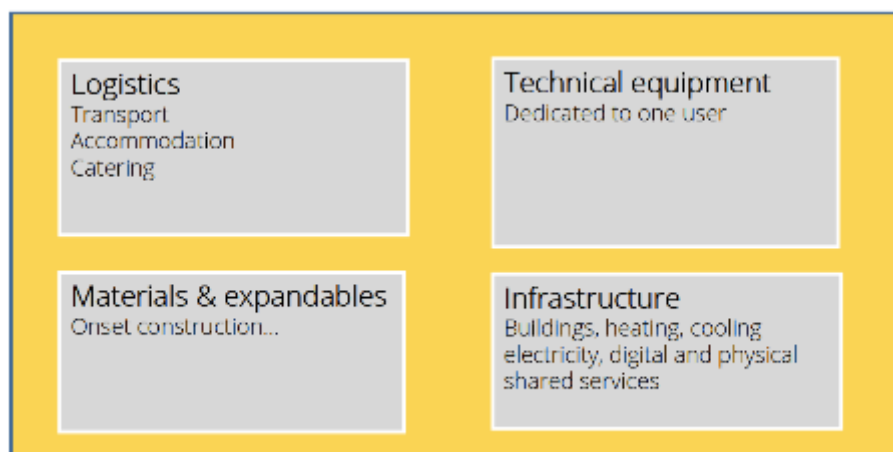 Logistics
Transport
Accommodation
Catering
Technical equipment
Dedicated to one user
Materials & expandables
Onset construction...
Infrastructure
Buildings, heating, cooling
electricity, digital and physical
shared services